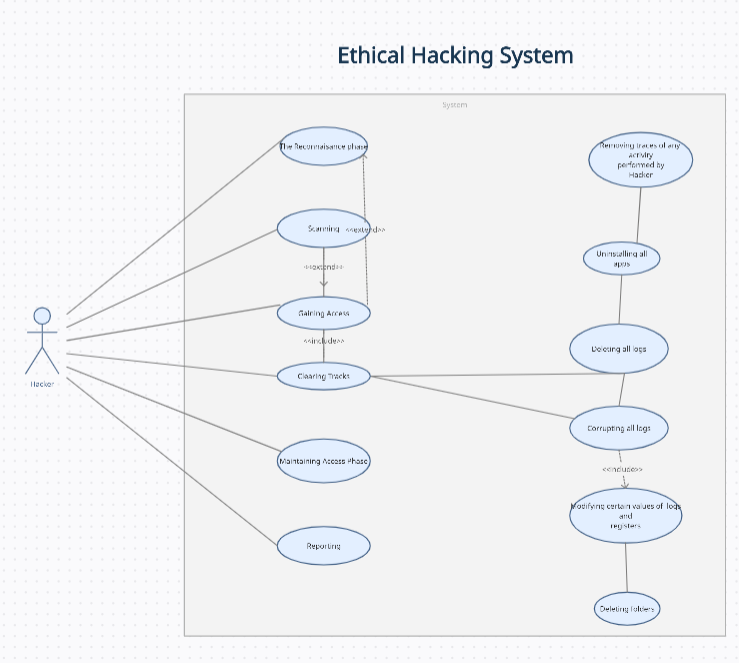 Ethical Hacking System
System
The Reconnaisance phase
Scanning
<<extend>>
<<extend>>
Gaining Access
<<include>>
Clearing Tracks
Maintaining Access Phase
Reporting
Hacker
Removing traces of any
activity
performed by
Hacker
Uninstalling all
apps
Deleting all logs
Corrupting all logs
<<include>>
Modifying certain values of logs
and
registers
Deleting folders